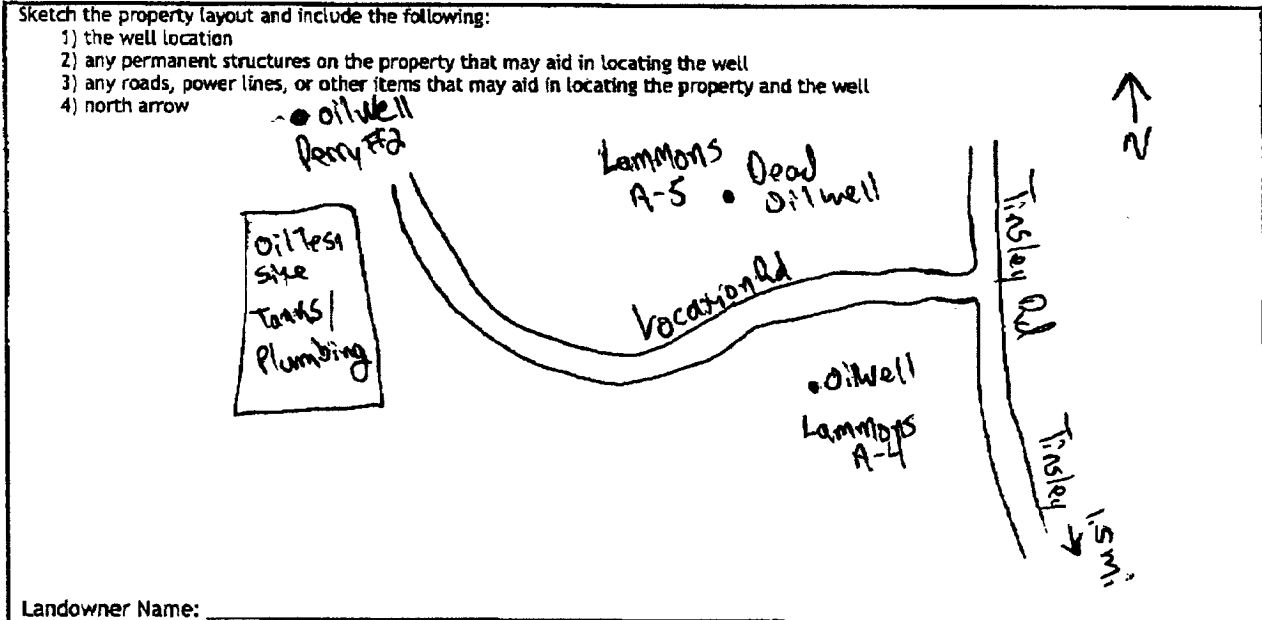 Sketch the property layout and include the following:
1) the well location
2) any permanent structures on the property that may aid in locating the well
3) any roads, power lines, or other items that may aid in locating the property and the well
4) north arrow
oilwell
Perry #2
Lammons
A-5
Dead
Oilwell
N
Tinsley Rd
oil Test
site
Tanks/
Plumbing
Vocation Rd
Oilwell
Lammons
A-4
Tinsley
1.5 mi.
Landowner Name: